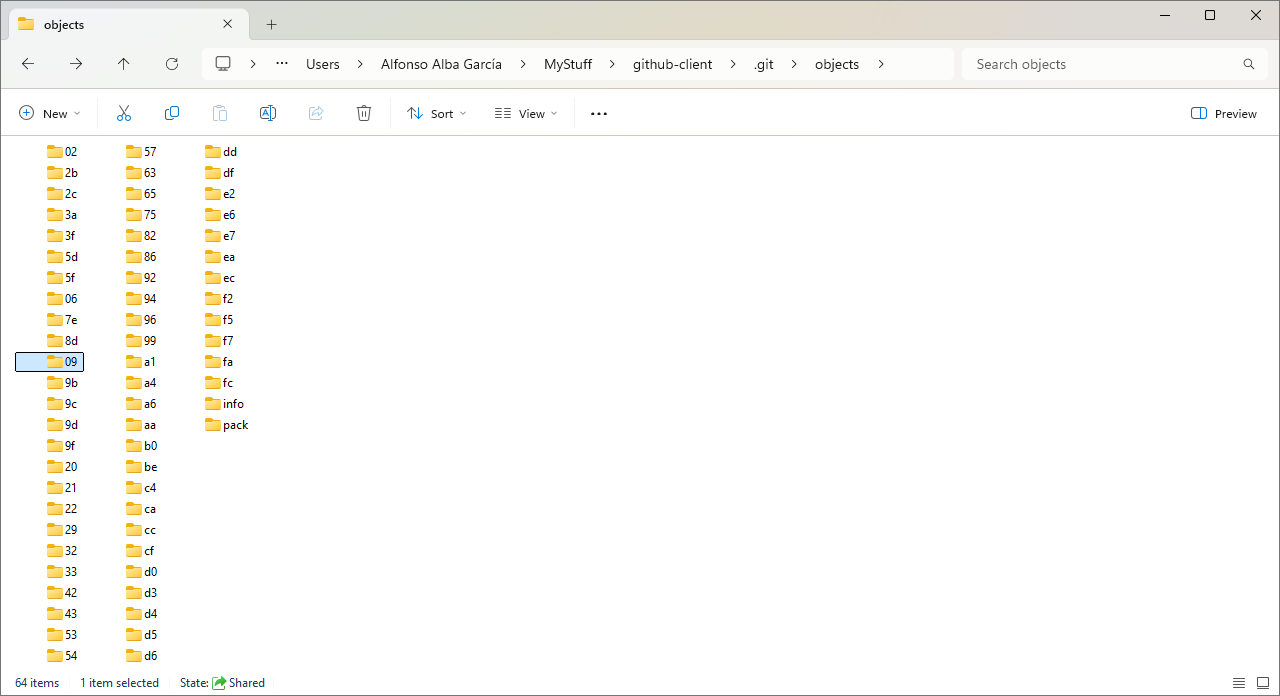 objects
Users Alfonso Alba García MyStuff github-client .git objects
Search objects
New Sort View Preview
02
2b
2c
3a
3f
5d
5f
06
7e
8d
09
9b
9c
9d
9f
20
21
22
29
32
33
42
43
53
54
57
63
65
75
82
86
92
94
96
99
a1
a4
a6
aa
b0
be
c4
ca
cc
cf
d0
d3
d4
d5
d6
dd
df
e2
e6
e7
ea
ec
f2
f5
f7
fa
fc
info
pack
64 items 1 item selected State: Shared